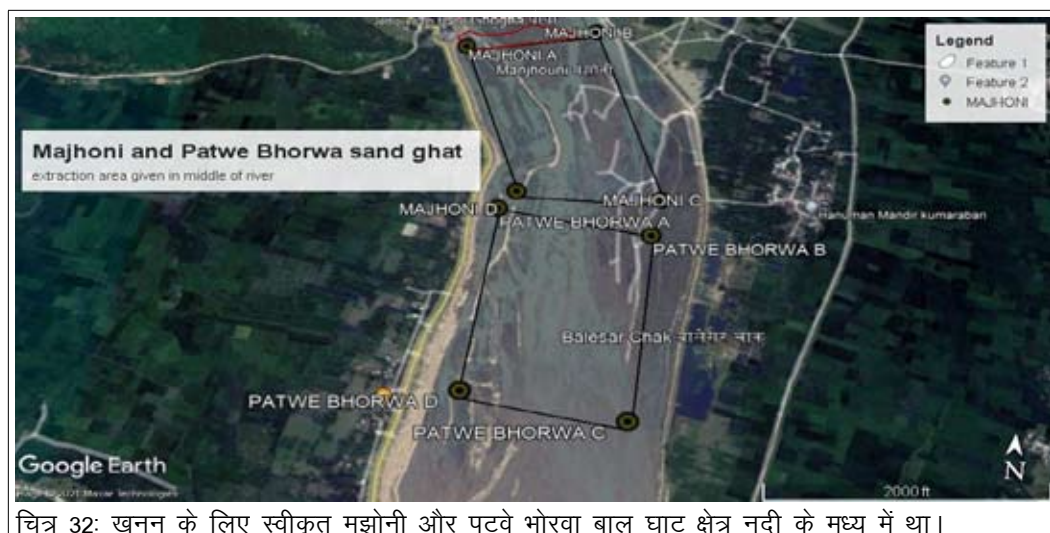 MAJHONI B
MAJHONI A
Manjhouni
Legend
Feature 1
Feature 2
MAJHONI
Majhoni and Patwe Bhorwa sand ghat
extraction area given in middle of river
MAJHONI D
MAJHONI C
PATWE BHORWA A
Hanuman Mandir kumaraban
PATWE BHORWA B
Balesar Chak
PATWE BHORWA D
PATWE BHORWA C
Google Earth
N
2000 ft
चित्र 32: खनन के लिए स्वीकृत मझोनी और पटवे भोरवा बालू घाट क्षेत्र नदी के मध्य में था।